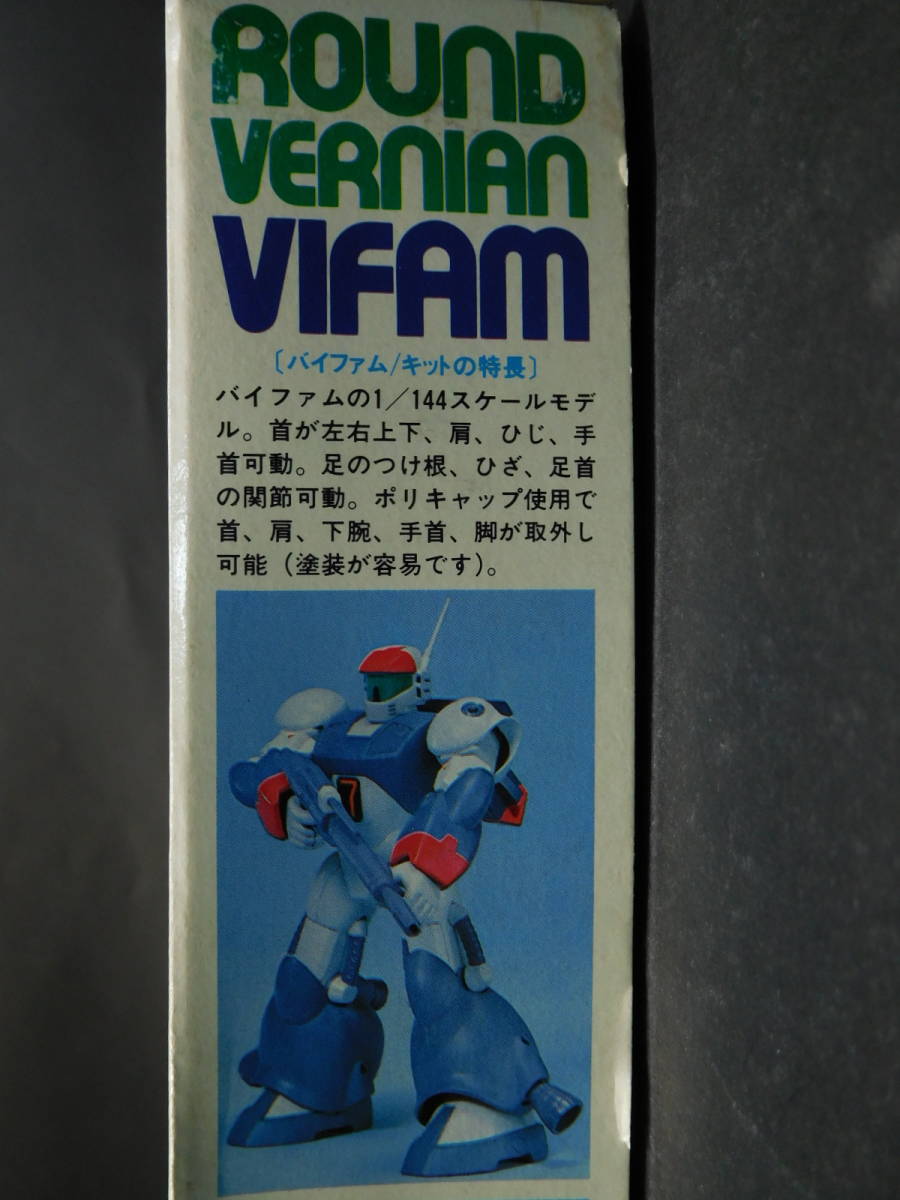 ROUND
VERNIAN
VIFAM
〔バイファム/キットの特長〕
バイファムの1／144スケールモデ
ル。首が左右上下、肩、ひじ、手
首可動。足のつけ根、ひざ、足首
の関節可動。ポリキャップ使用で
首、肩、下腕、手首、脚が取外し
可能（塗装が容易です）。
7